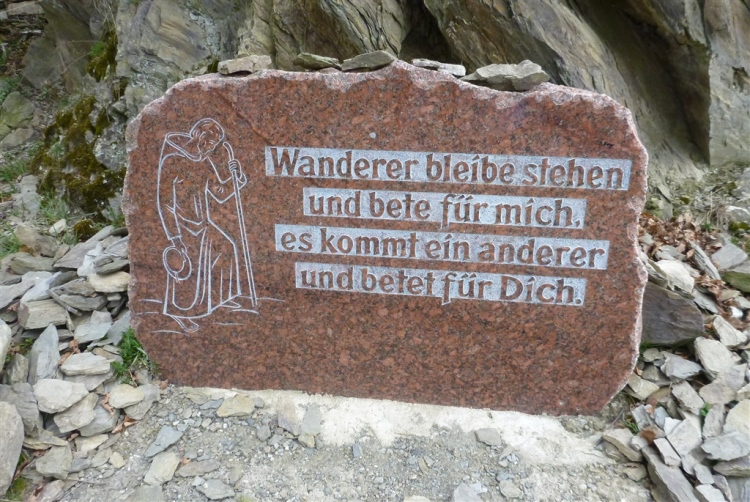 Wanderer bleibe stehen
und bete für mich,
es kommt ein anderer
und betet für Dich.